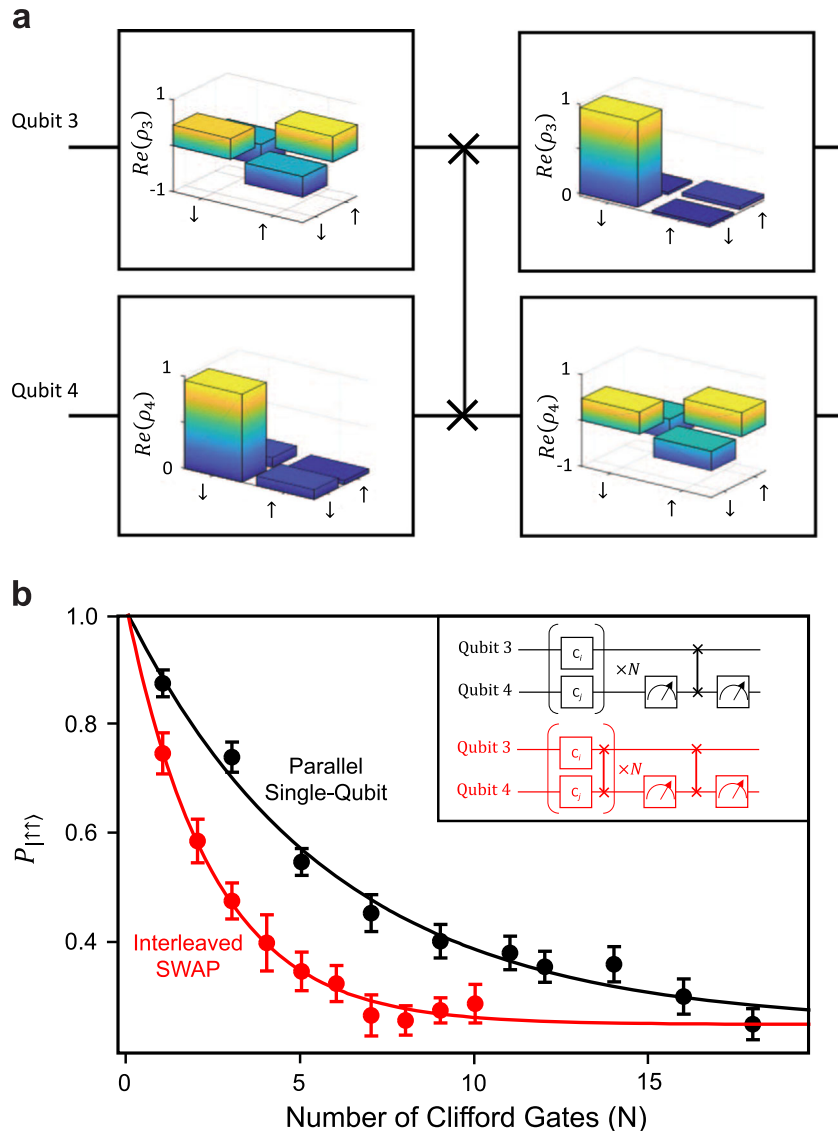 a
Qubit 3
Re(ρ₃)
1
-1
↓
↑
↓
↑
Re(ρ₃)
1
0
↓
↑
↓
↑
Qubit 4
Re(ρ₄)
1
0
↓
↑
↓
↑
Re(ρ₄)
1
-1
↓
↑
↓
↑
b
P|↑↑⟩
1.0
0.8
0.6
0.4
0
5
10
15
Number of Clifford Gates (N)
Parallel
Single-Qubit
Interleaved
SWAP
Qubit 3
Cᵢ
×N
Qubit 4
Cⱼ
Qubit 3
Cᵢ
×N
Qubit 4
Cⱼ